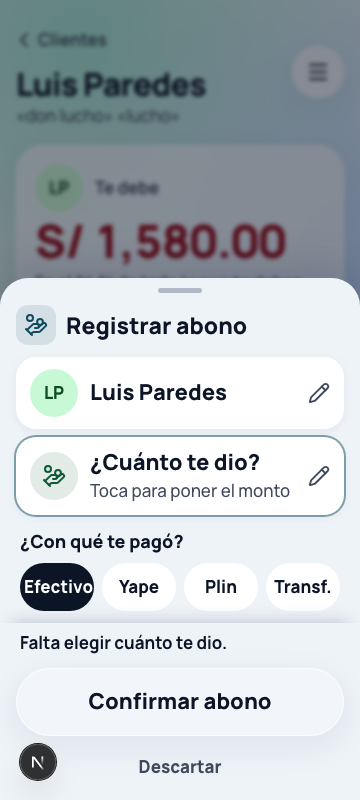 Clientes
Luis Paredes
«don lucho» «lucho»
LP
Te debe
S/ 1,580.00
Registrar abono
LP
Luis Paredes
¿Cuánto te dio?
Toca para poner el monto
¿Con qué te pagó?
Efectivo
Yape
Plin
Transf.
Falta elegir cuánto te dio.
Confirmar abono
N
Descartar